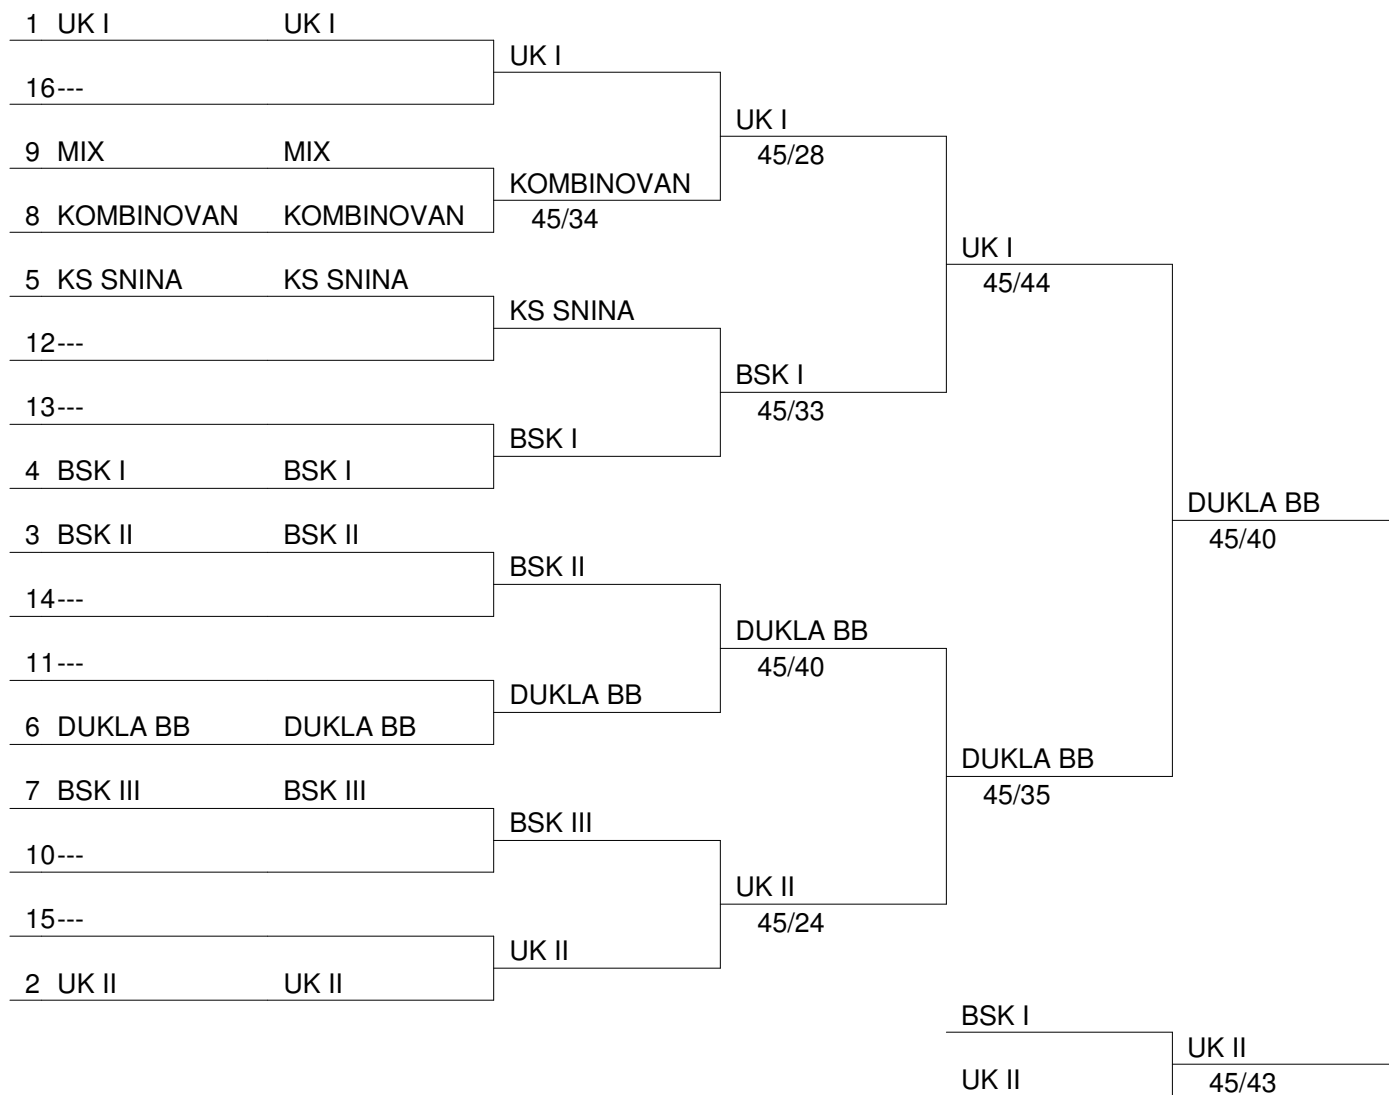 1 UK I UK I
UK I
16 ---
UK I
45/28
9 MIX MIX
KOMBINOVAN
45/34
8 KOMBINOVAN KOMBINOVAN
UK I
45/44
5 KS SNINA KS SNINA
KS SNINA
12 ---
BSK I
45/33
13 ---
BSK I
4 BSK I BSK I
DUKLA BB
45/40
3 BSK II BSK II
BSK II
14 ---
DUKLA BB
45/40
11 ---
DUKLA BB
6 DUKLA BB DUKLA BB
DUKLA BB
45/35
7 BSK III BSK III
BSK III
10 ---
UK II
45/24
15 ---
UK II
2 UK II UK II
BSK I
UK II
45/43
UK II